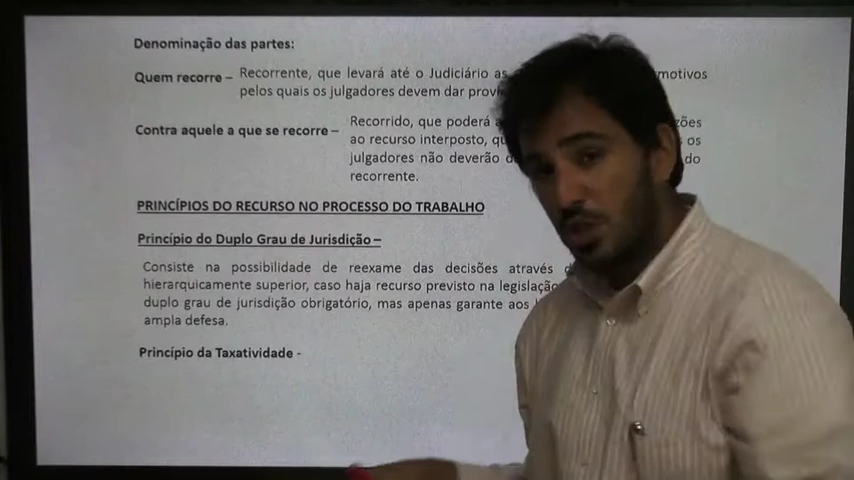 Denominação das partes:
Quem recorre – Recorrente, que levará até o Judiciário as motivos
pelos quais os julgadores devem dar
Contra aquele a que se recorre – Recorrido, que poderá
ao recurso interposto, os
julgadores não deverão do
recorrente.
PRINCÍPIOS DO RECURSO NO PROCESSO DO TRABALHO
Princípio do Duplo Grau de Jurisdição –
Consiste na possibilidade de reexame das decisões através
hierarquicamente superior, caso haja recurso previsto na legislação
duplo grau de jurisdição obrigatório, mas apenas garante aos
ampla defesa.
Princípio da Taxatividade -